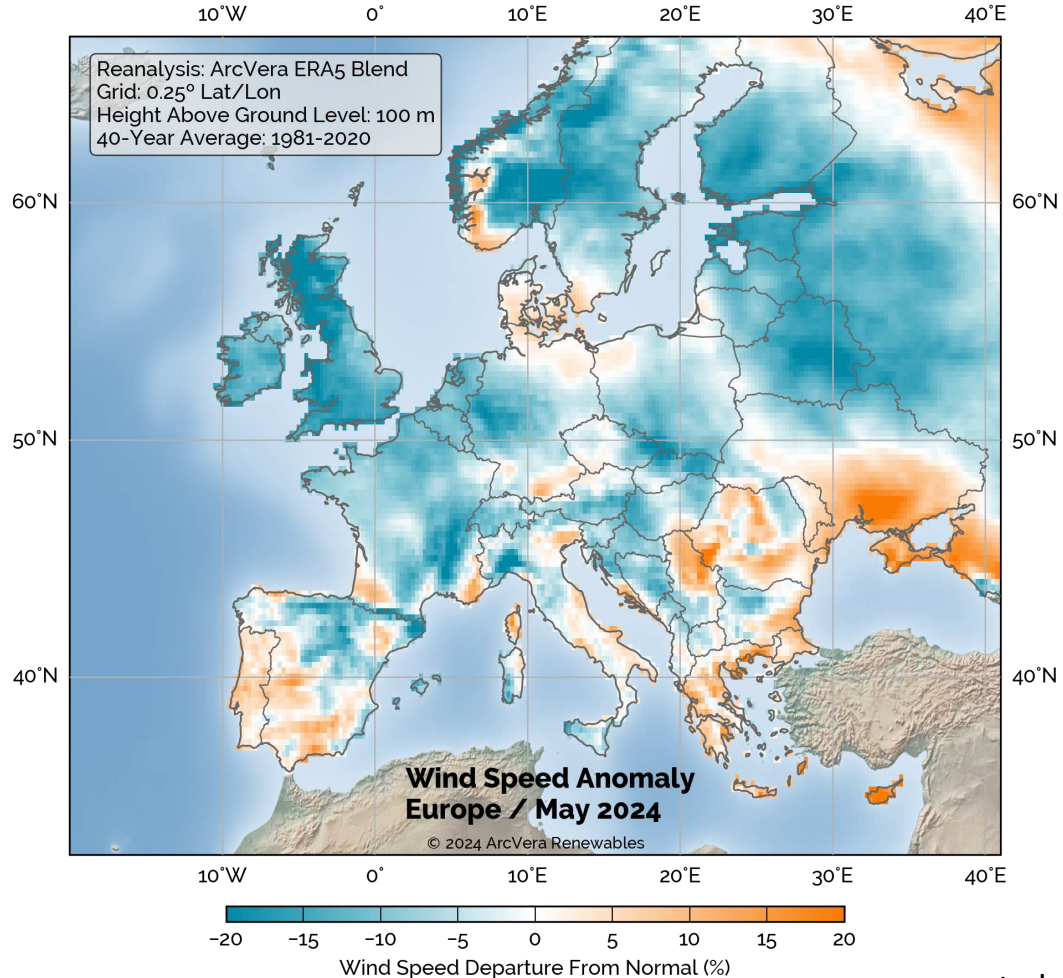 10°W 0° 10°E 20°E 30°E 40°E
Reanalysis: ArcVera ERA5 Blend
Grid: 0.25º Lat/Lon
Height Above Ground Level: 100 m
40-Year Average: 1981-2020
60°N 60°N
50°N 50°N
40°N 40°N
Wind Speed Anomaly
Europe / May 2024
© 2024 ArcVera Renewables
10°W 0° 10°E 20°E 30°E 40°E
−20 −15 −10 −5 0 5 10 15 20
Wind Speed Departure From Normal (%)